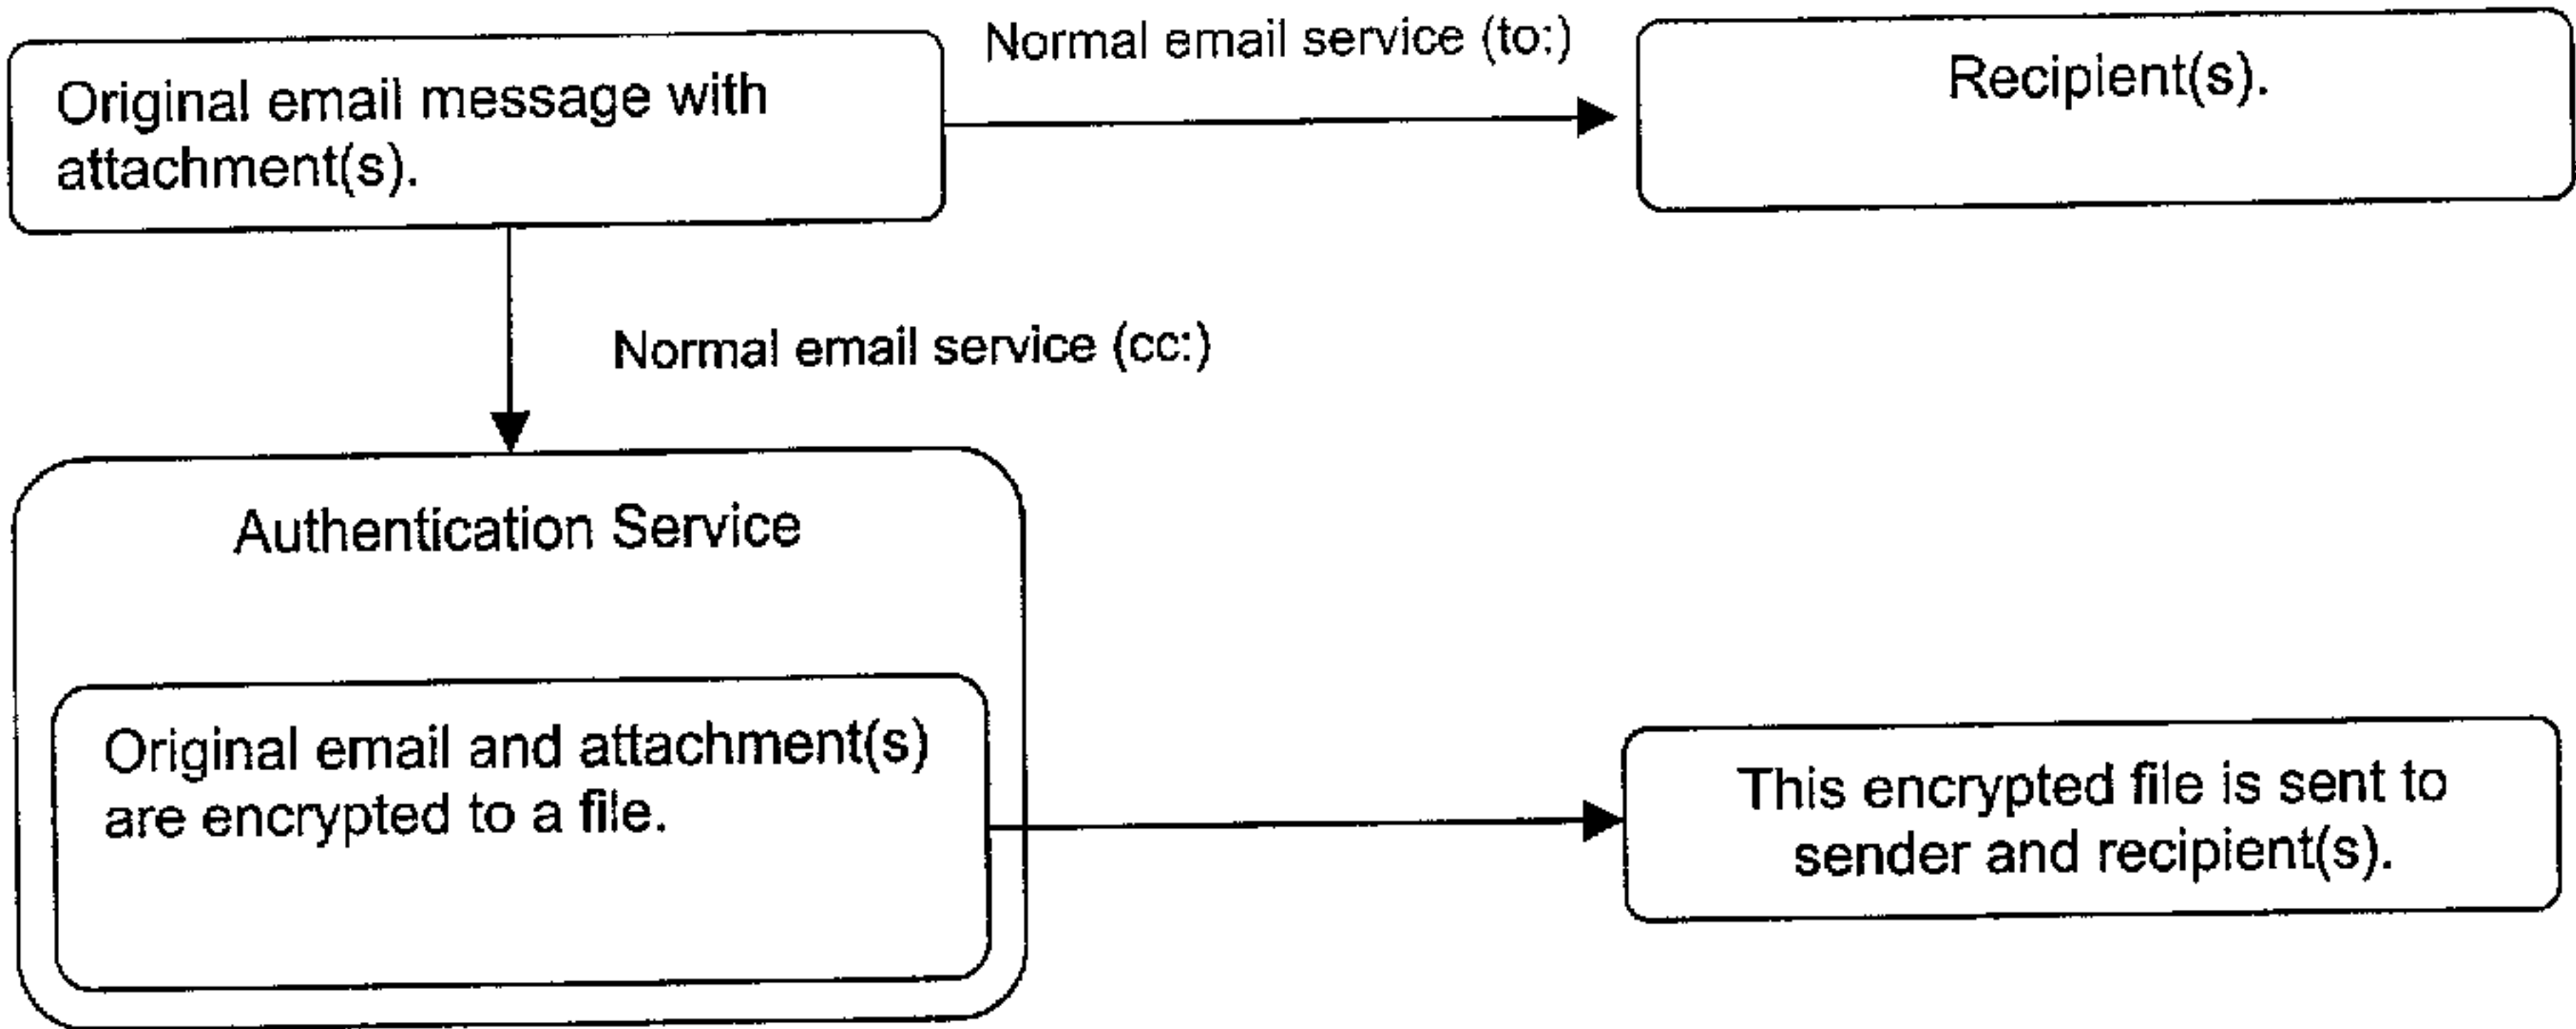 Original email message with
attachment(s).
Normal email service (to:)
Recipient(s).
Normal email service (cc:)
Authentication Service
Original email and attachment(s)
are encrypted to a file.
This encrypted file is sent to
sender and recipient(s).